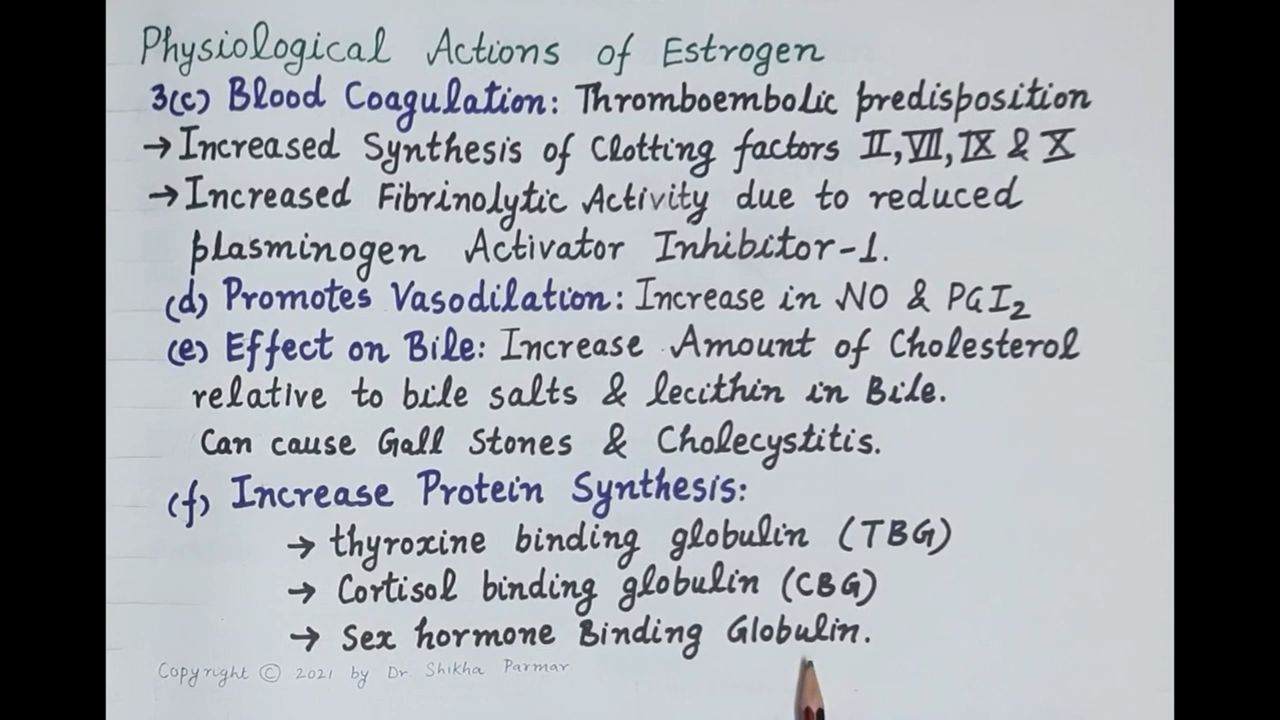 Physiological Actions of Estrogen
3(c) Blood Coagulation: Thromboembolic predisposition
→ Increased Synthesis of Clotting factors II, VII, IX & X
→ Increased Fibrinolytic Activity due to reduced
plasminogen Activator Inhibitor-1.
(d) Promotes Vasodilation: Increase in NO & PGI₂
(e) Effect on Bile: Increase Amount of Cholesterol
relative to bile salts & lecithin in Bile.
Can cause Gall Stones & Cholecystitis.
(f) Increase Protein Synthesis:
→ thyroxine binding globulin (TBG)
→ Cortisol binding globulin (CBG)
→ Sex hormone Binding Globulin.
Copyright © 2021 by Dr Shikha Parmar